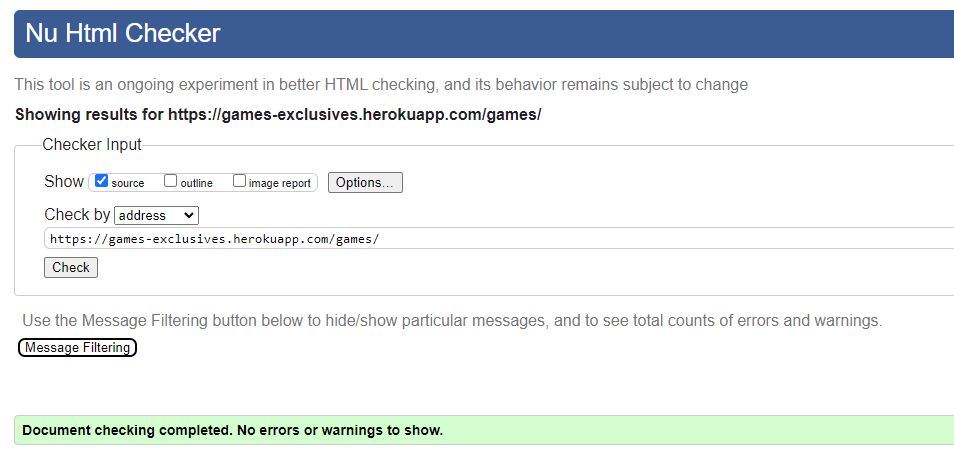 Nu Html Checker
This tool is an ongoing experiment in better HTML checking, and its behavior remains subject to change
Showing results for https://games-exclusives.herokuapp.com/games/
Checker Input
Show source outline image report Options...
Check by address
https://games-exclusives.herokuapp.com/games/
Check
Use the Message Filtering button below to hide/show particular messages, and to see total counts of errors and warnings.
Message Filtering
Document checking completed. No errors or warnings to show.